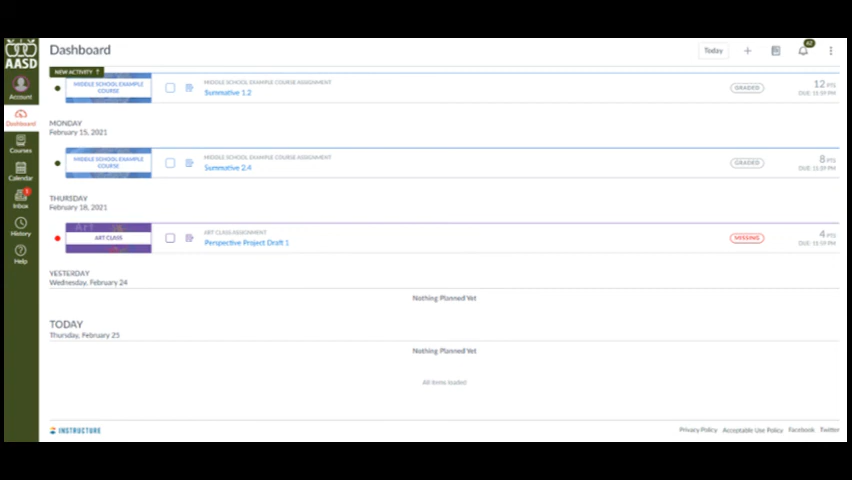 AASD
Account
Dashboard
Courses
Calendar
Inbox
History
Help
Dashboard
Today
NEW ACTIVITY ↑
MIDDLE SCHOOL EXAMPLE
COURSE
MIDDLE SCHOOL EXAMPLE COURSE ASSIGNMENT
Summative 1.2
GRADED
12 PTS
DUE: 11:59 PM
MONDAY
February 15, 2021
MIDDLE SCHOOL EXAMPLE
COURSE
MIDDLE SCHOOL EXAMPLE COURSE ASSIGNMENT
Summative 2.4
GRADED
8 PTS
DUE: 11:59 PM
THURSDAY
February 18, 2021
Art
ART CLASS
ART CLASS ASSIGNMENT
Perspective Project Draft 1
MISSING
4 PTS
DUE: 11:59 PM
YESTERDAY
Wednesday, February 24
Nothing Planned Yet
TODAY
Thursday, February 25
Nothing Planned Yet
All items loaded
INSTRUCTURE
Privacy Policy Acceptable Use Policy Facebook Twitter